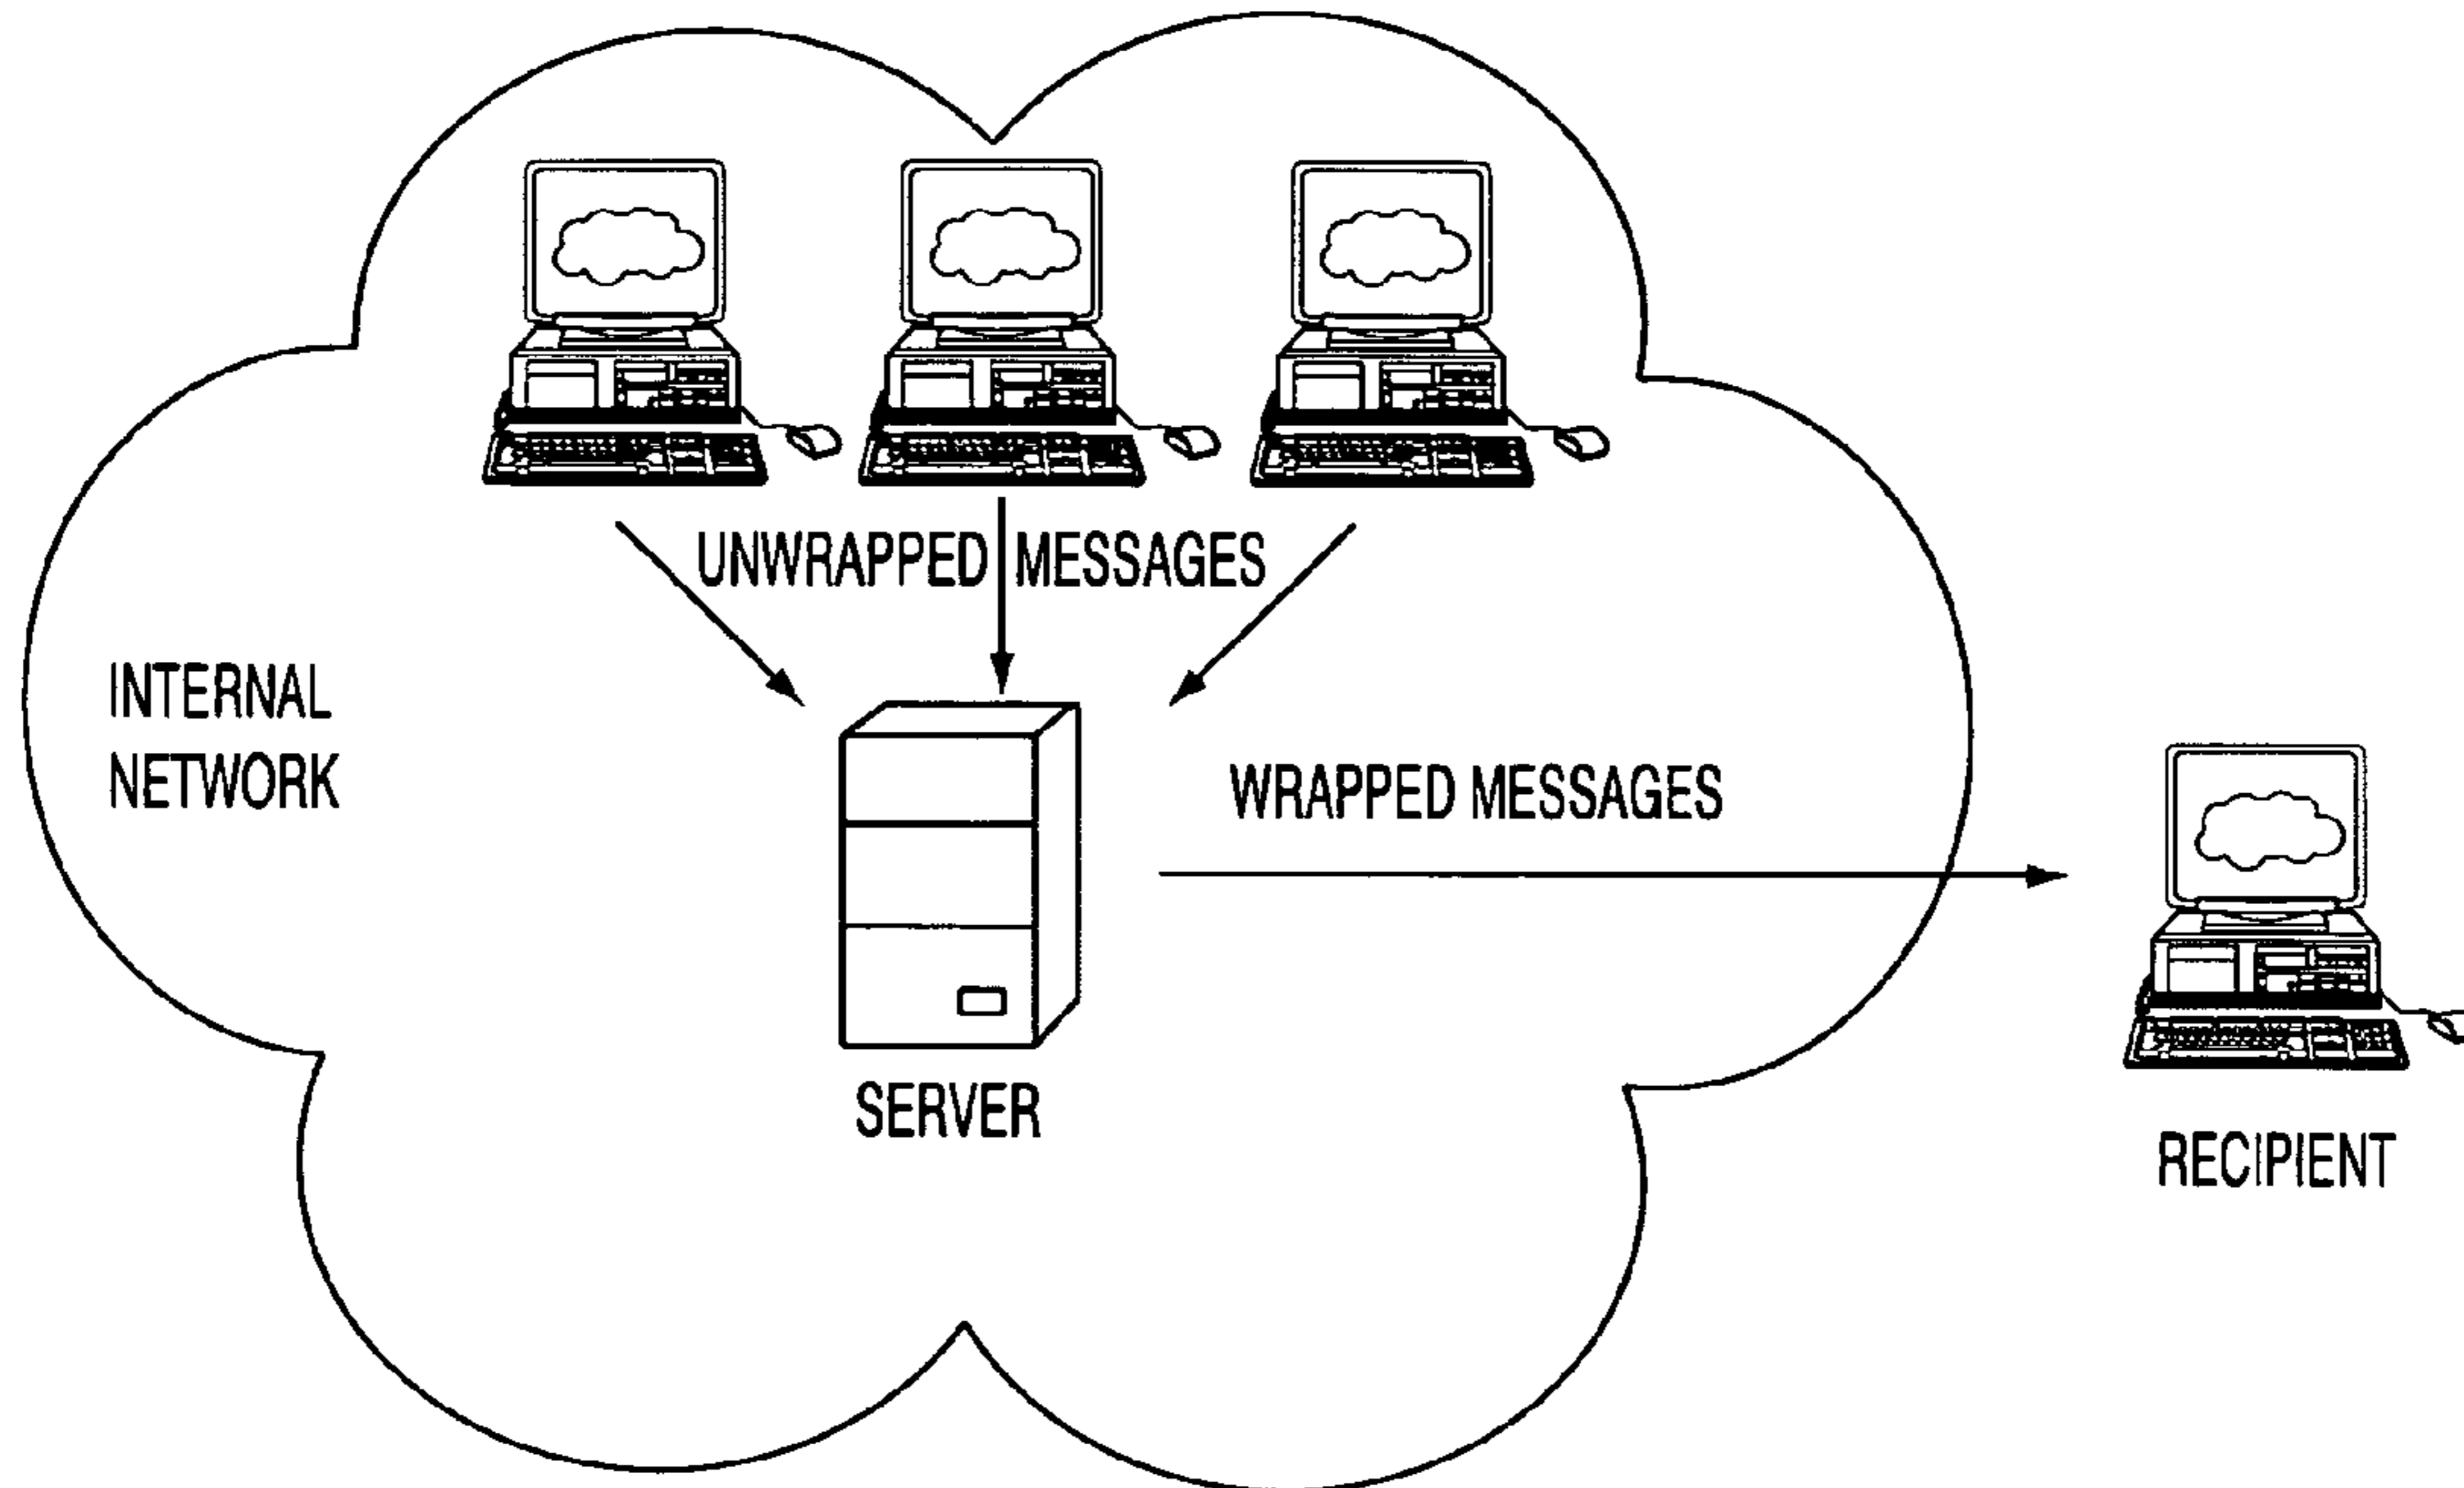 UNWRAPPED MESSAGES
INTERNAL
NETWORK
WRAPPED MESSAGES
SERVER
RECIPIENT